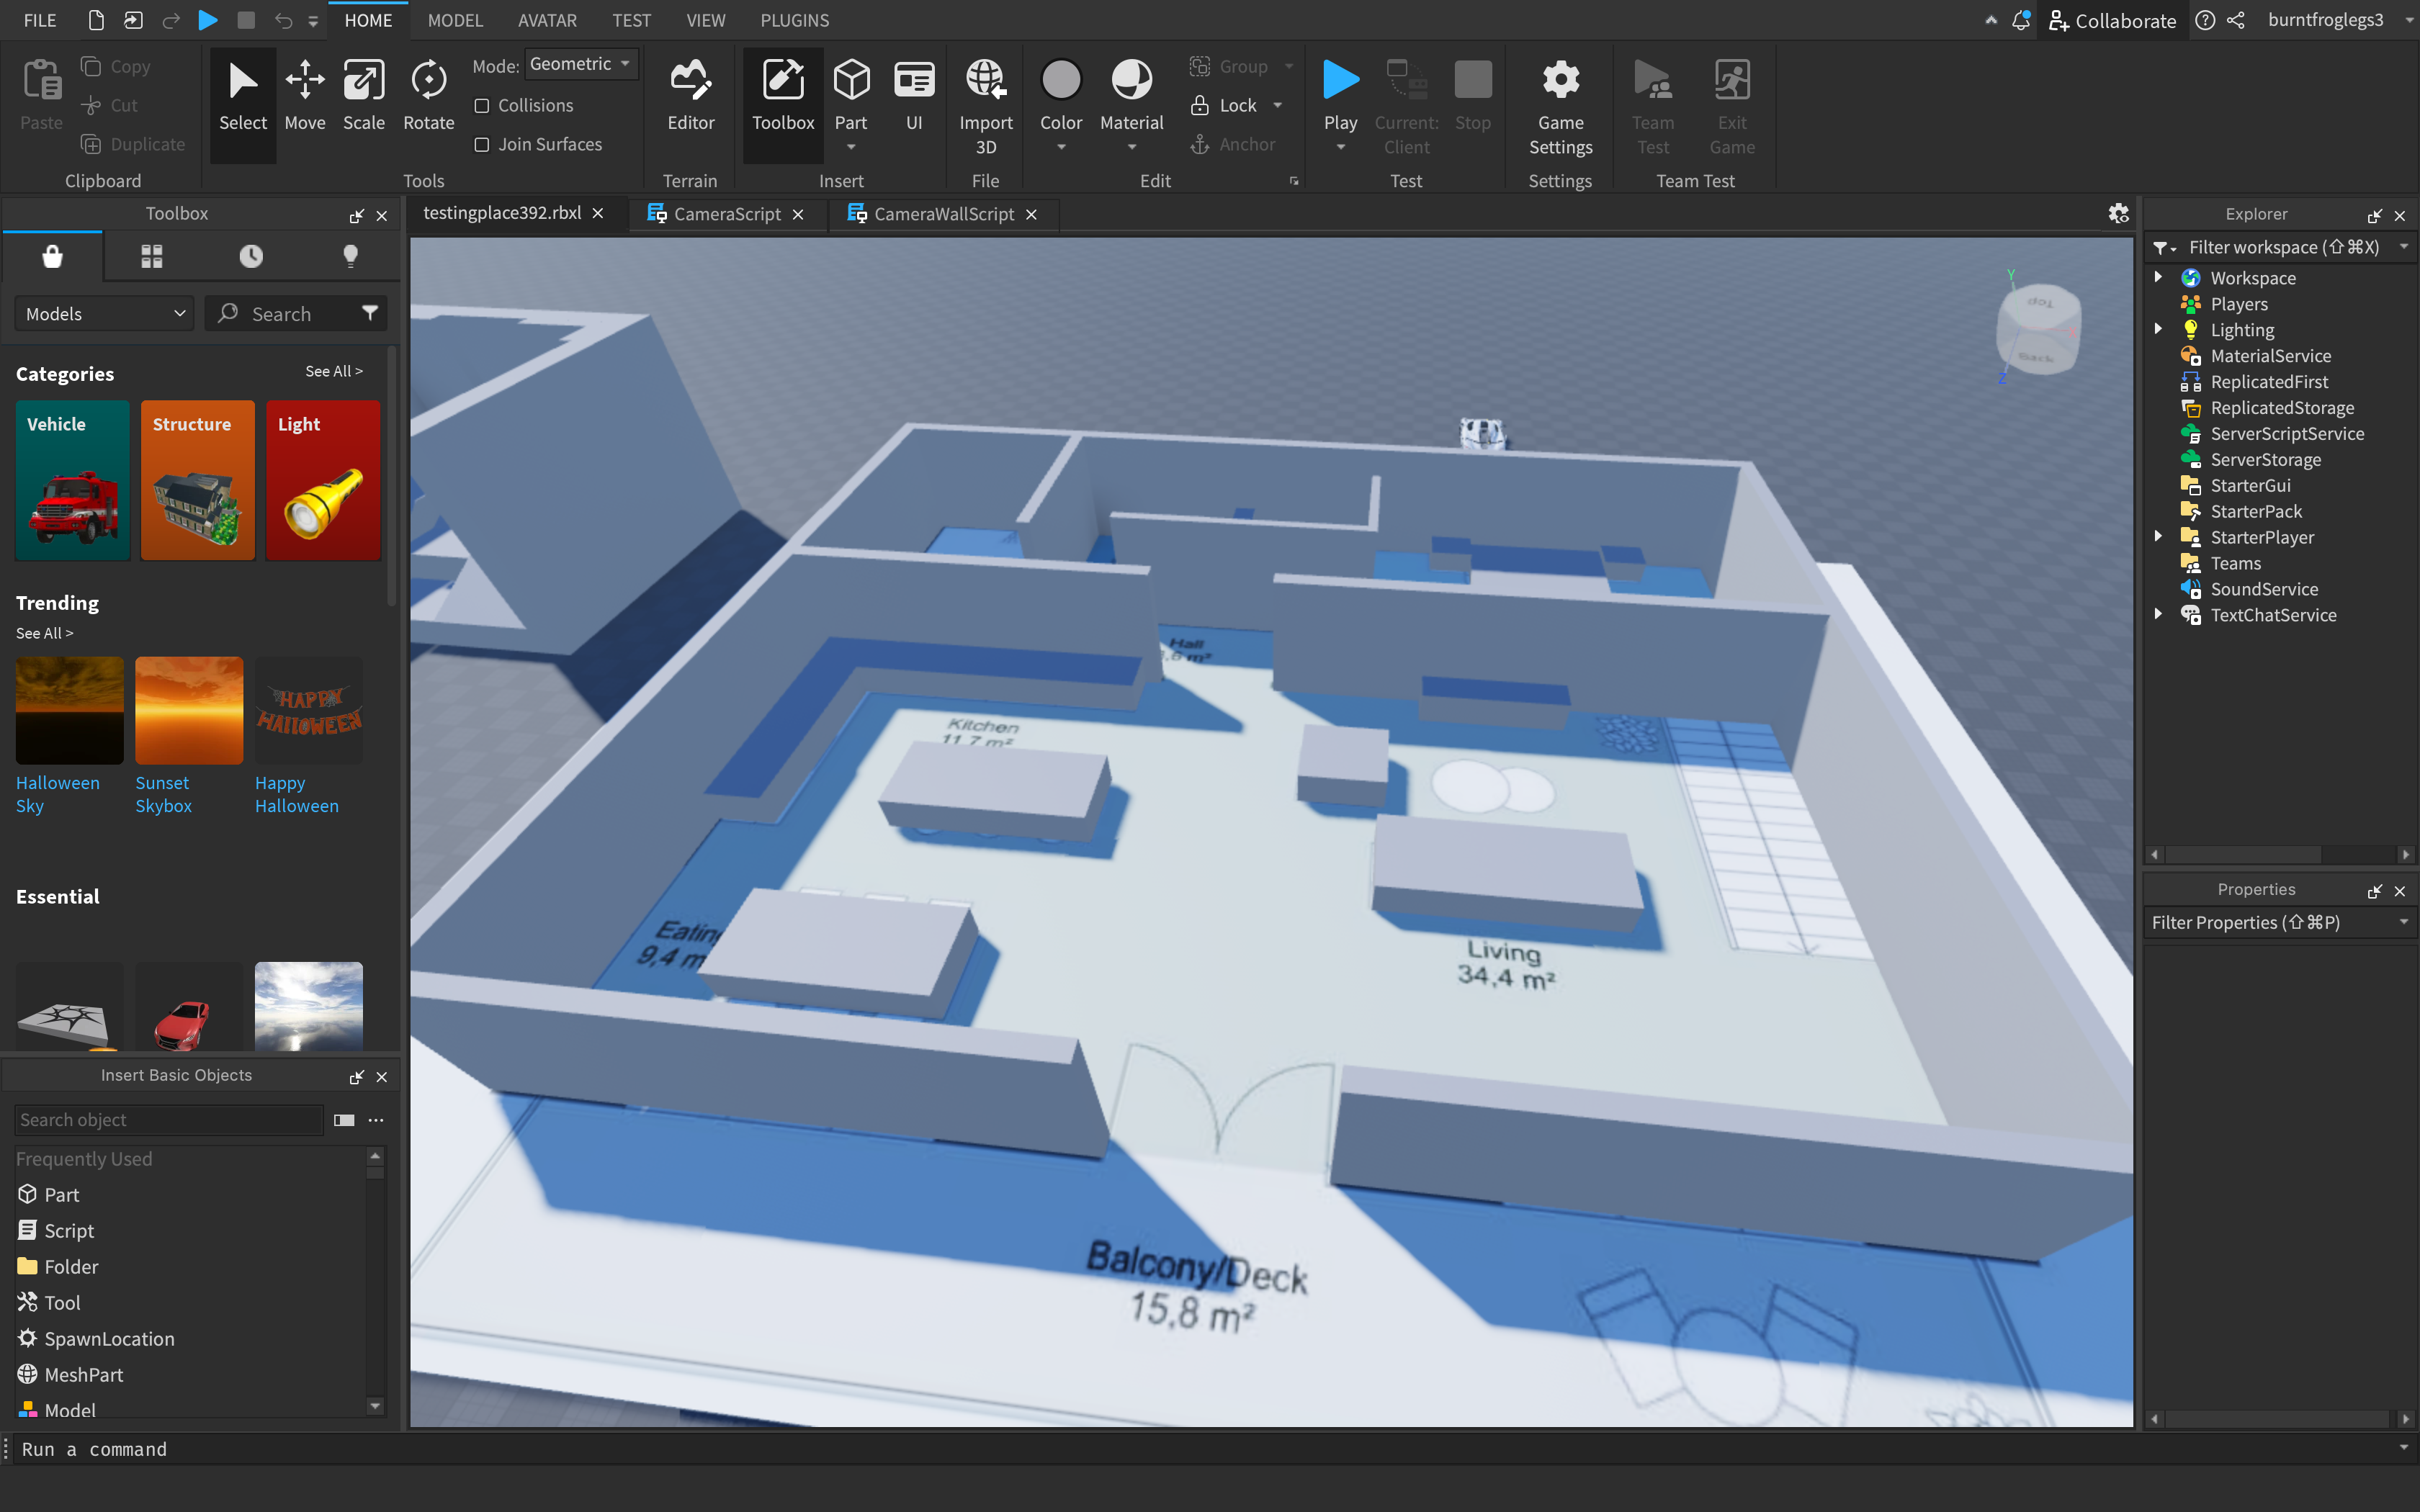 FILE
HOME
MODEL
AVATAR
TEST
VIEW
PLUGINS
Collaborate
burntfroglegs3
Paste
Copy
Cut
Duplicate
Clipboard
Select
Move
Scale
Rotate
Mode: Geometric
Collisions
Join Surfaces
Tools
Editor
Terrain
Toolbox
Part
UI
Insert
Import
3D
File
Color
Material
Group
Lock
Anchor
Edit
Play
Current:
Client
Stop
Test
Game
Settings
Settings
Team
Test
Exit
Game
Team Test
Toolbox
Models
Search
Categories
See All >
Vehicle
Structure
Light
Trending
See All >
HAPPY
HALLOWEEN
Halloween
Sky
Sunset
Skybox
Happy
Halloween
Essential
Insert Basic Objects
Search object
Frequently Used
Part
Script
Folder
Tool
SpawnLocation
MeshPart
Model
Run a command
testingplace392.rbxl
CameraScript
CameraWallScript
Y
Top
Back
Z
Hall
Kitchen
11,7 m²
Eating
9,4 m
Living
34,4 m²
Balcony/Deck
15,8 m²
Explorer
Filter workspace (⇧⌘X)
Workspace
Players
Lighting
MaterialService
ReplicatedFirst
ReplicatedStorage
ServerScriptService
ServerStorage
StarterGui
StarterPack
StarterPlayer
Teams
SoundService
TextChatService
Properties
Filter Properties (⇧⌘P)